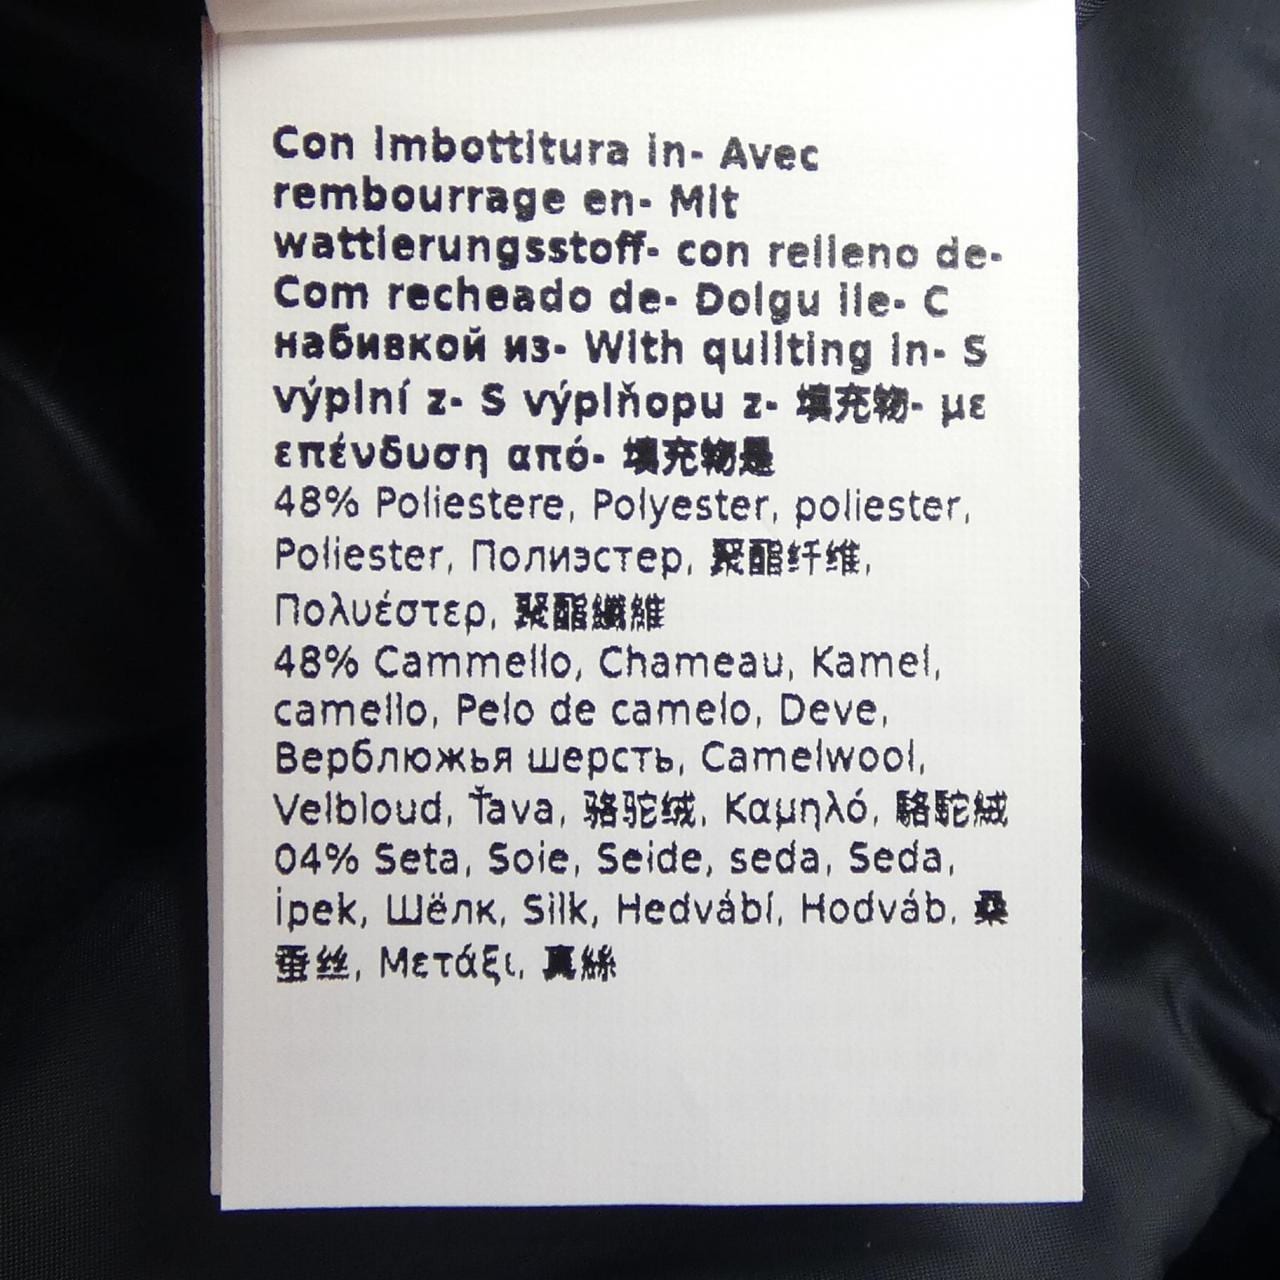 Con imbottitura in- Avec
rembourrage en- Mit
wattierungsstoff- con relleno de-
Com recheado de- Dolgu ile- С
набивкой из- With quilting in- S
výplní z- S výplňopu z- 填充物- με
επένδυση από- 填充物是
48% Poliestere, Polyester, poliester,
Poliester, Полиэстер, 聚酯纤维,
Πολυέστερ, 聚酯纖維
48% Cammello, Chameau, Kamel,
camello, Pelo de camelo, Deve,
Верблюжья шерсть, Camelwool,
Velbloud, Ťava, 骆驼绒, Καμηλό, 駱駝絨
04% Seta, Soie, Seide, seda, Seda,
İpek, Шёлк, Silk, Hedvábí, Hodváb, 桑
蚕丝, Μετάξι, 真絲